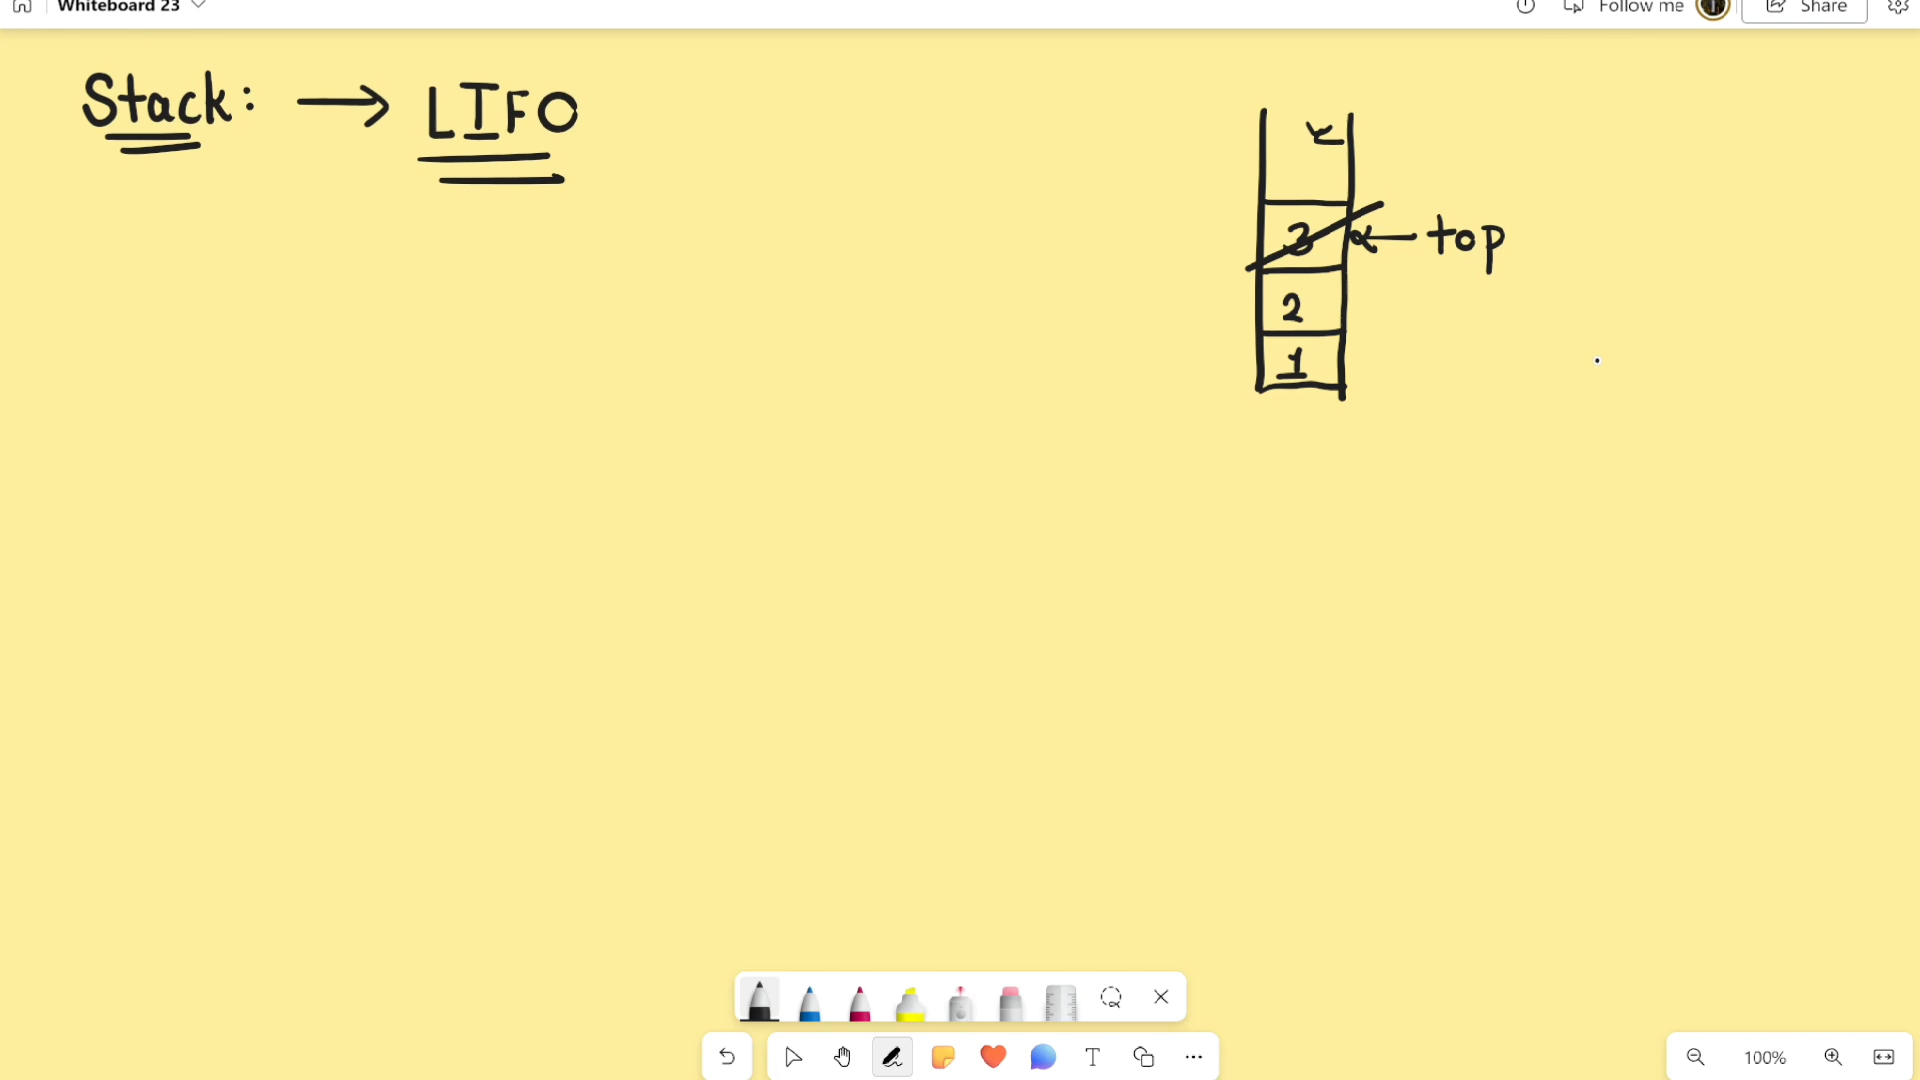 Whiteboard 23
Follow me
Share
Stack: → LIFO
3 ← top
2
1
100%